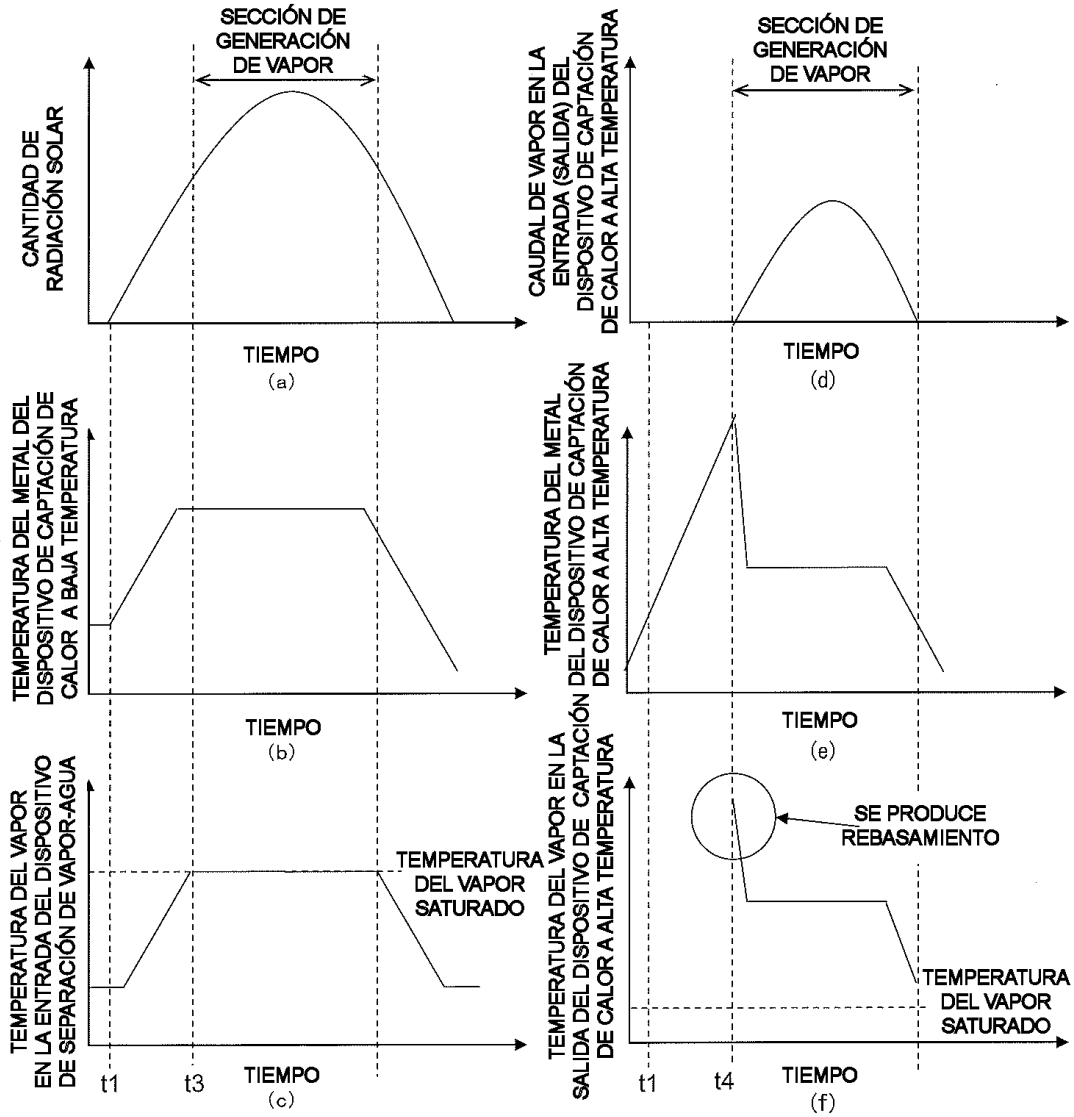 SECCIÓN DE
GENERACIÓN
DE VAPOR
CANTIDAD DE
RADIACIÓN SOLAR
TIEMPO
(a)
SECCIÓN DE
GENERACIÓN
DE VAPOR
CAUDAL DE VAPOR EN LA
ENTRADA (SALIDA) DEL
DISPOSITIVO DE CAPTACIÓN
DE CALOR A ALTA TEMPERATURA
TIEMPO
(d)
TEMPERATURA DEL METAL DEL
DISPOSITIVO DE CAPTACIÓN DE
CALOR A BAJA TEMPERATURA
TIEMPO
(b)
TEMPERATURA DEL METAL
DEL DISPOSITIVO DE CAPTACIÓN
DE CALOR A ALTA TEMPERATURA
TIEMPO
(e)
TEMPERATURA DEL VAPOR
EN LA ENTRADA DEL DISPOSITIVO
DE SEPARACIÓN DE VAPOR-AGUA
TEMPERATURA
DEL VAPOR
SATURADO
t1
t3
TIEMPO
(c)
TEMPERATURA DEL VAPOR EN LA
SALIDA DEL DISPOSITIVO DE CAPTACIÓN
DE CALOR A ALTA TEMPERATURA
SE PRODUCE
REBASAMIENTO
TEMPERATURA
DEL VAPOR
SATURADO
t1
t4
TIEMPO
(f)